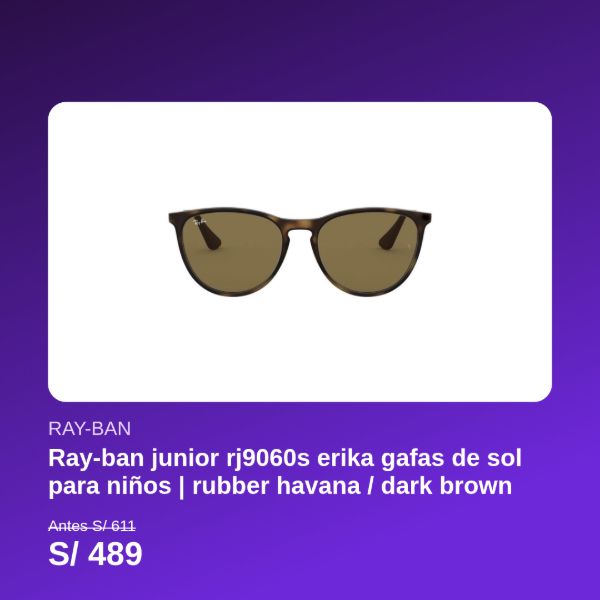 RAY-BAN
Ray-ban junior rj9060s erika gafas de sol
para niños | rubber havana / dark brown
Antes S/ 611
S/ 489